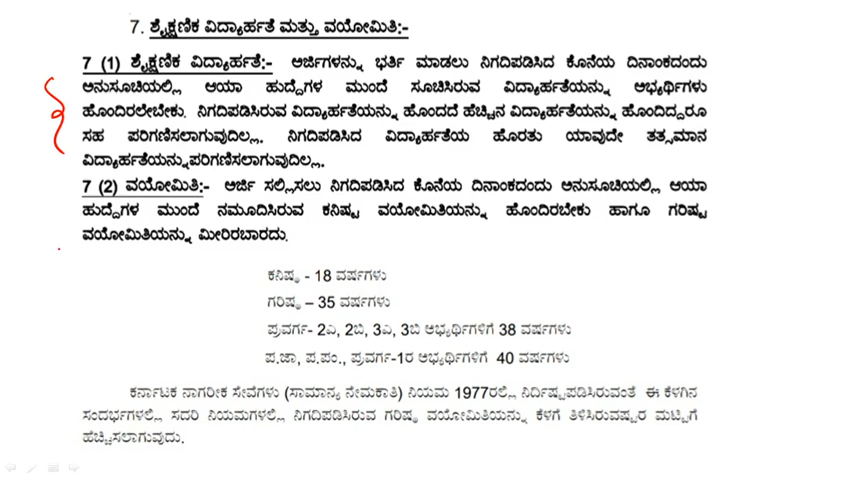 7. ಶೈಕ್ಷಣಿಕ ವಿದ್ಯಾರ್ಹತೆ ಮತ್ತು ವಯೋಮಿತಿ:-
7 (1) ಶೈಕ್ಷಣಿಕ ವಿದ್ಯಾರ್ಹತೆ:- ಅರ್ಜಿಗಳನ್ನು ಭರ್ತಿ ಮಾಡಲು ನಿಗದಿಪಡಿಸಿದ ಕೊನೆಯ ದಿನಾಂಕದಂದು
ಅನುಸೂಚಿಯಲ್ಲಿ ಆಯಾ ಹುದ್ದೆಗಳ ಮುಂದೆ ಸೂಚಿಸಿರುವ ವಿದ್ಯಾರ್ಹತೆಯನ್ನು ಅಭ್ಯರ್ಥಿಗಳು
ಹೊಂದಿರಲೇಬೇಕು. ನಿಗದಿಪಡಿಸಿರುವ ವಿದ್ಯಾರ್ಹತೆಯನ್ನು ಹೊಂದದೆ ಹೆಚ್ಚಿನ ವಿದ್ಯಾರ್ಹತೆಯನ್ನು ಹೊಂದಿದ್ದರೂ
ಸಹ ಪರಿಗಣಿಸಲಾಗುವುದಿಲ್ಲ. ನಿಗದಿಪಡಿಸಿದ ವಿದ್ಯಾರ್ಹತೆಯ ಹೊರತು ಯಾವುದೇ ತತ್ಸಮಾನ
ವಿದ್ಯಾರ್ಹತೆಯನ್ನುಪರಿಗಣಿಸಲಾಗುವುದಿಲ್ಲ.
7 (2) ವಯೋಮಿತಿ:- ಅರ್ಜಿ ಸಲ್ಲಿಸಲು ನಿಗದಿಪಡಿಸಿದ ಕೊನೆಯ ದಿನಾಂಕದಂದು ಅನುಸೂಚಿಯಲ್ಲಿ ಆಯಾ
ಹುದ್ದೆಗಳ ಮುಂದೆ ನಮೂದಿಸಿರುವ ಕನಿಷ್ಟ ವಯೋಮಿತಿಯನ್ನು ಹೊಂದಿರಬೇಕು ಹಾಗೂ ಗರಿಷ್ಟ
ವಯೋಮಿತಿಯನ್ನು ಮೀರಿರಬಾರದು.
ಕನಿಷ್ಠ - 18 ವರ್ಷಗಳು
ಗರಿಷ್ಠ – 35 ವರ್ಷಗಳು
ಪ್ರವರ್ಗ- 2ಎ, 2ಬಿ, 3ಎ, 3ಬಿ ಅಭ್ಯರ್ಥಿಗಳಿಗೆ 38 ವರ್ಷಗಳು
ಪ.ಜಾ, ಪ.ಪಂ., ಪ್ರವರ್ಗ-1ರ ಅಭ್ಯರ್ಥಿಗಳಿಗೆ 40 ವರ್ಷಗಳು
ಕರ್ನಾಟಕ ನಾಗರೀಕ ಸೇವೆಗಳು (ಸಾಮಾನ್ಯ ನೇಮಕಾತಿ) ನಿಯಮ 1977ರಲ್ಲಿ ನಿರ್ದಿಷ್ಟಪಡಿಸಿರುವಂತೆ ಈ ಕೆಳಗಿನ
ಸಂದರ್ಭಗಳಲ್ಲಿ ಸದರಿ ನಿಯಮಗಳಲ್ಲಿ ನಿಗದಿಪಡಿಸಿರುವ ಗರಿಷ್ಠ ವಯೋಮಿತಿಯನ್ನು ಕೆಳಗೆ ತಿಳಿಸಿರುವಷ್ಟರ ಮಟ್ಟಿಗೆ
ಹೆಚ್ಚಿಸಲಾಗುವುದು.